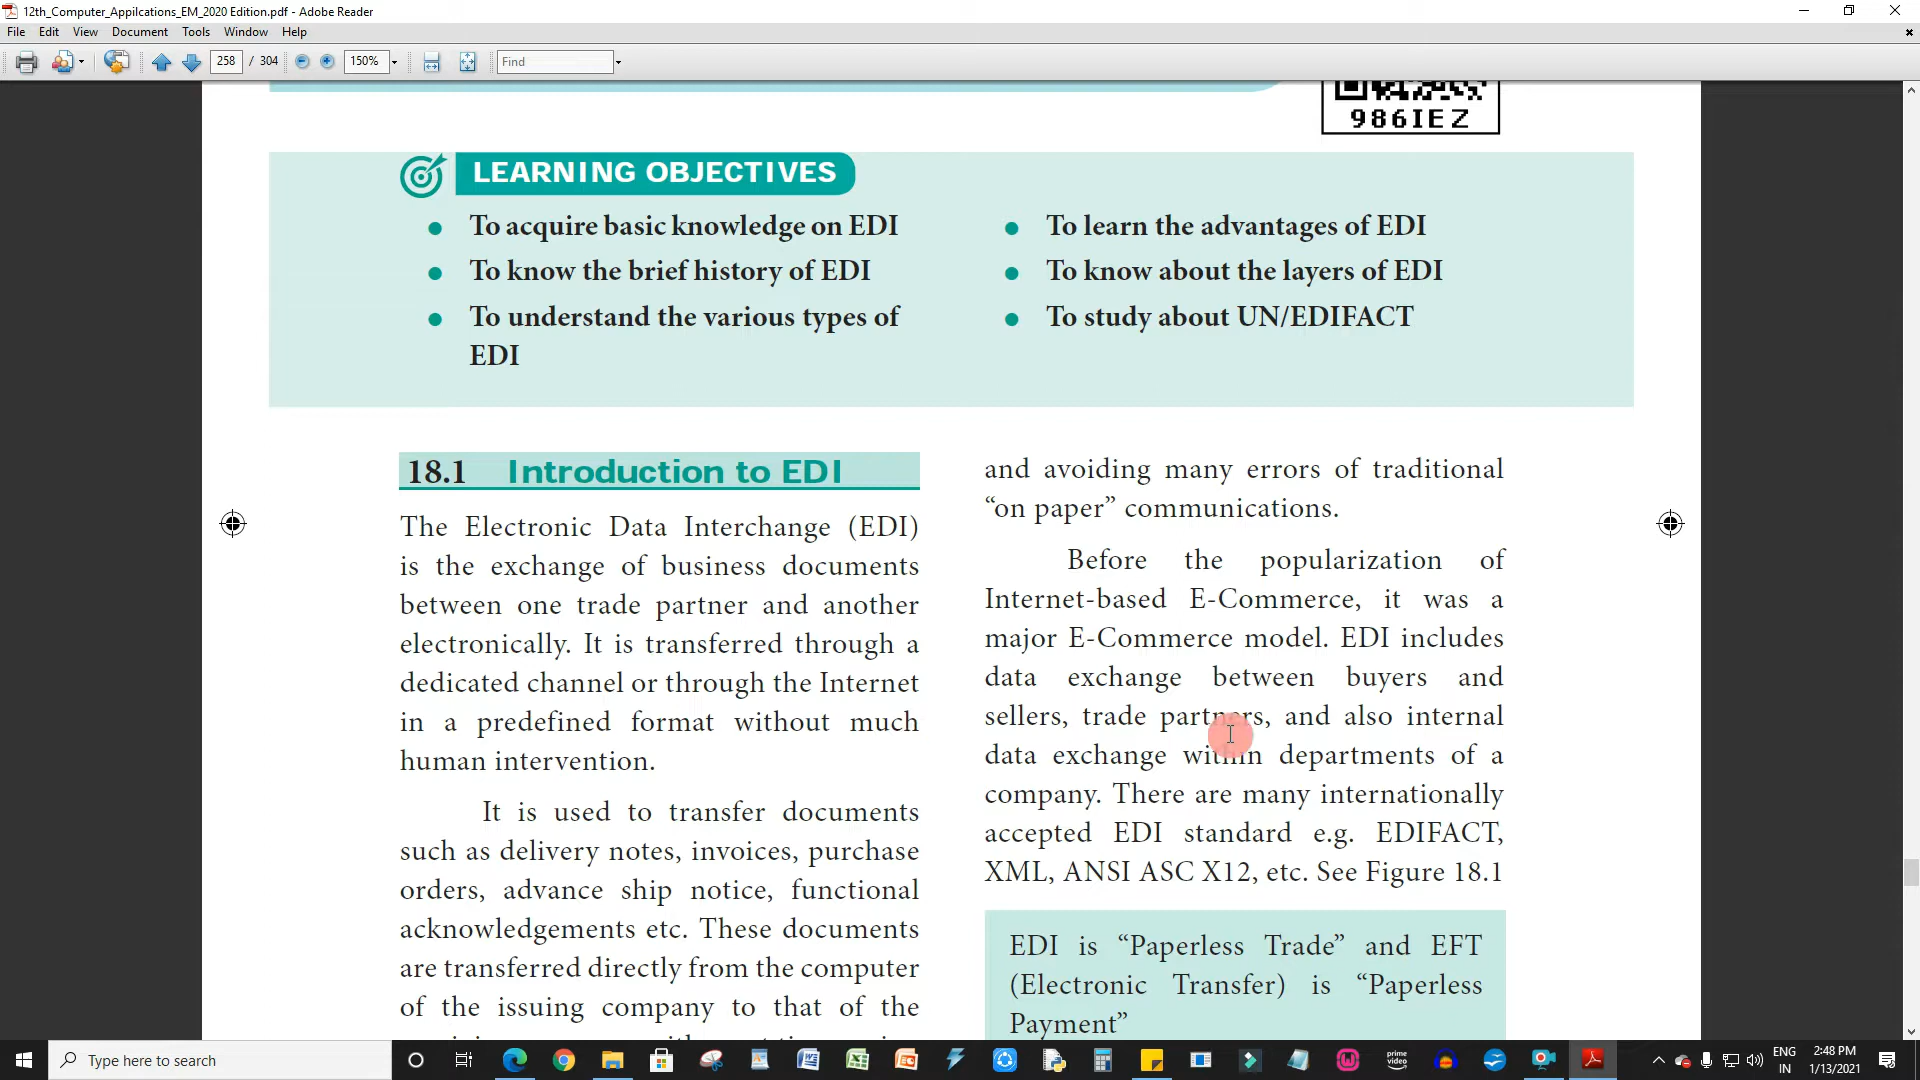 12th_Computer_Appilcations_EM_2020 Edition.pdf - Adobe Reader
File Edit View Document Tools Window Help
258 / 304 150% Find
986IEZ
LEARNING OBJECTIVES
To acquire basic knowledge on EDI
To know the brief history of EDI
To understand the various types of
EDI
To learn the advantages of EDI
To know about the layers of EDI
To study about UN/EDIFACT
18.1 Introduction to EDI
The Electronic Data Interchange (EDI)
is the exchange of business documents
between one trade partner and another
electronically. It is transferred through a
dedicated channel or through the Internet
in a predefined format without much
human intervention.
It is used to transfer documents
such as delivery notes, invoices, purchase
orders, advance ship notice, functional
acknowledgements etc. These documents
are transferred directly from the computer
of the issuing company to that of the
and avoiding many errors of traditional
“on paper” communications.
Before the popularization of
Internet-based E-Commerce, it was a
major E-Commerce model. EDI includes
data exchange between buyers and
sellers, trade partners, and also internal
data exchange within departments of a
company. There are many internationally
accepted EDI standard e.g. EDIFACT,
XML, ANSI ASC X12, etc. See Figure 18.1
EDI is “Paperless Trade” and EFT
(Electronic Transfer) is “Paperless
Payment”
Type here to search
prime
video
ENG
IN
2:48 PM
1/13/2021